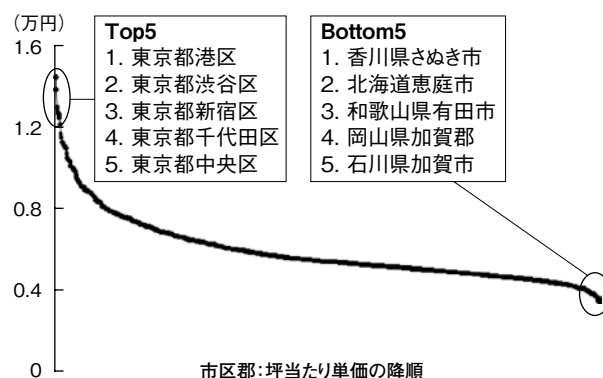 (万円)
1.6
1.2
0.8
0.4
0
Top5
1. 東京都港区
2. 東京都渋谷区
3. 東京都新宿区
4. 東京都千代田区
5. 東京都中央区
Bottom5
1. 香川県さぬき市
2. 北海道恵庭市
3. 和歌山県有田市
4. 岡山県加賀郡
5. 石川県加賀市
市区郡：坪当たり単価の降順